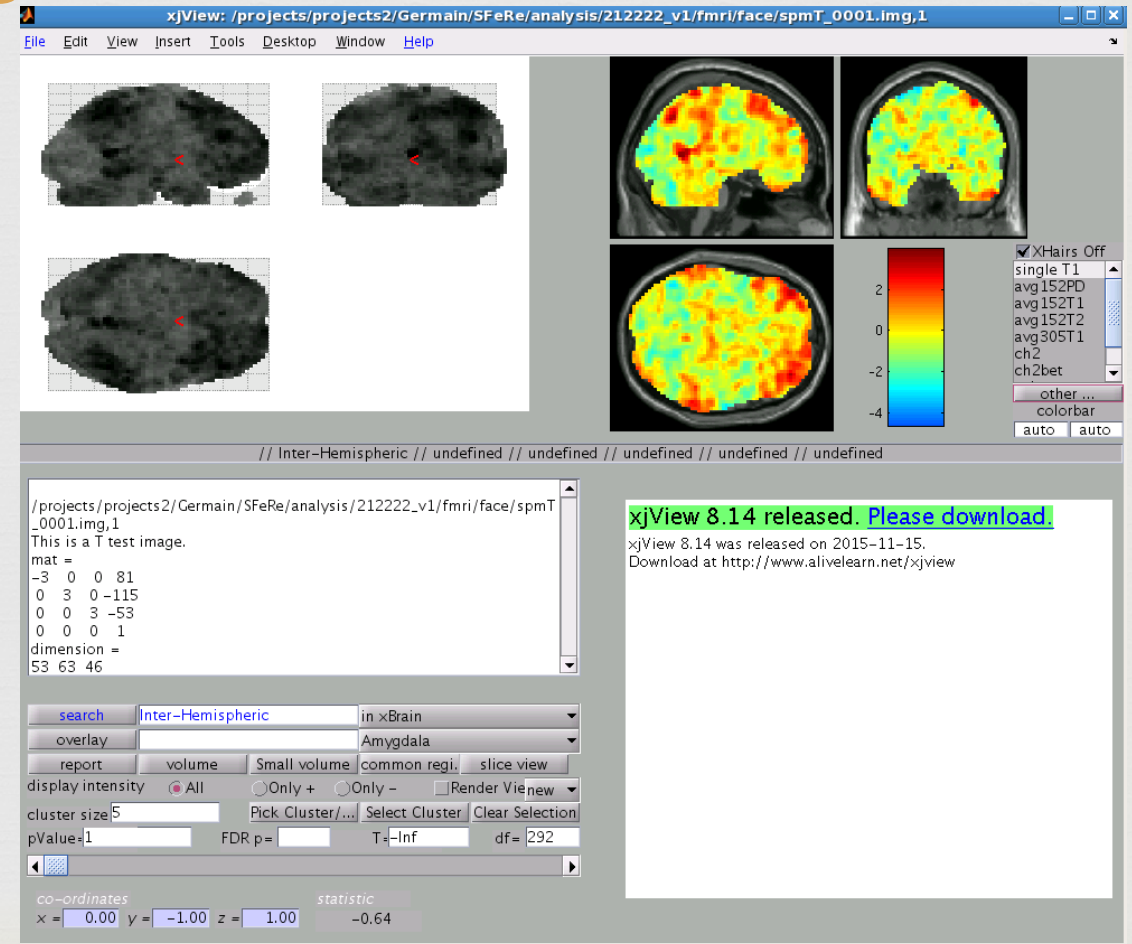 xjView: /projects/projects2/Germain/SFeRe/analysis/212222_v1/fmri/face/spmT_0001.img,1
File Edit View Insert Tools Desktop Window Help
<
<
<
2
0
-2
-4
XHairs Off
single T1
avg152PD
avg152T1
avg152T2
avg305T1
ch2
ch2bet
other ...
colorbar
auto auto
// Inter-Hemispheric // undefined // undefined // undefined // undefined // undefined
/projects/projects2/Germain/SFeRe/analysis/212222_v1/fmri/face/spmT
_0001.img,1
This is a T test image.
mat =
-3 0 0 81
0 3 0 -115
0 0 3 -53
0 0 0 1
dimension =
53 63 46
xjView 8.14 released. Please download.
xjView 8.14 was released on 2015-11-15.
Download at http://www.alivelearn.net/xjview
search Inter-Hemispheric in xBrain
overlay Amygdala
report volume Small volume common regi. slice view
display intensity All Only + Only - Render Vie new
cluster size 5 Pick Cluster/... Select Cluster Clear Selection
pValue= 1 FDR p= T= -Inf df= 292
co-ordinates statistic
x = 0.00 y = -1.00 z = 1.00 -0.64